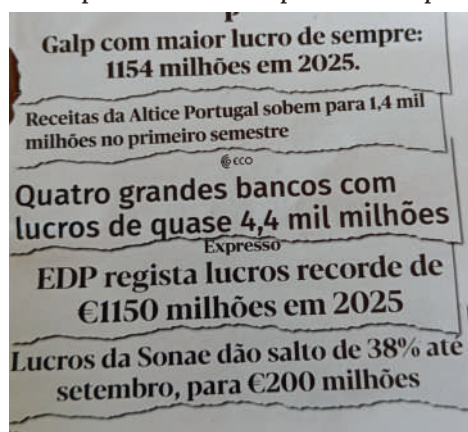 Galp com maior lucro de sempre:
1154 milhões em 2025.
Receitas da Altice Portugal sobem para 1,4 mil
milhões no primeiro semestre
eco
Quatro grandes bancos com
lucros de quase 4,4 mil milhões
Expresso
EDP regista lucros recorde de
€1150 milhões em 2025
Lucros da Sonae dão salto de 38% até
setembro, para €200 milhões